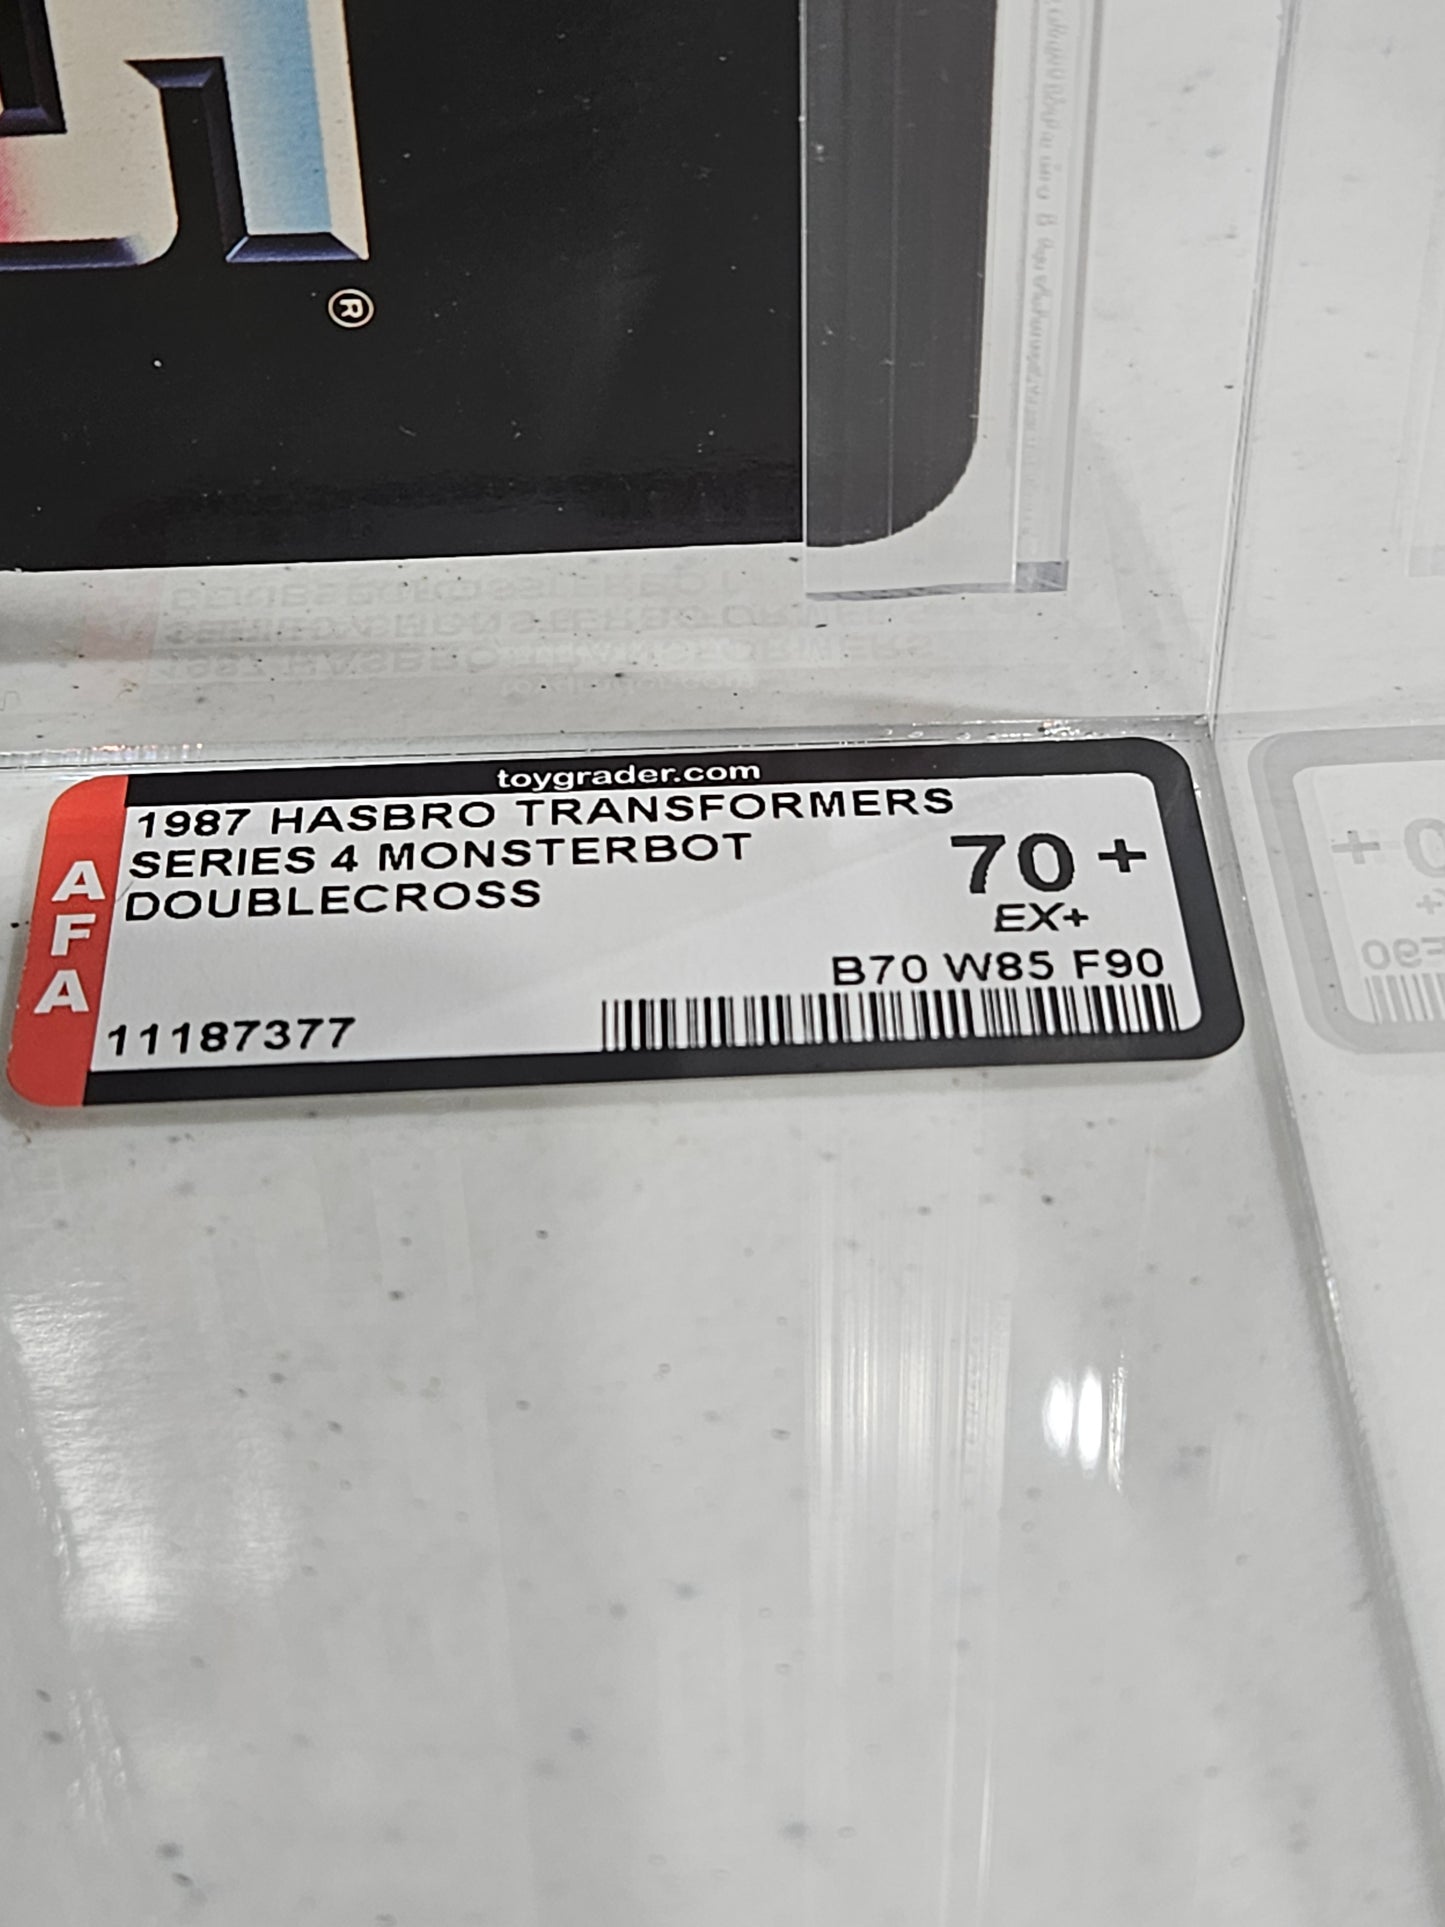 ®
toygrader.com
1987 HASBRO TRANSFORMERS
SERIES 4 MONSTERBOT
DOUBLECROSS
70+
EX+
B70 W85 F90
11187377
AFA